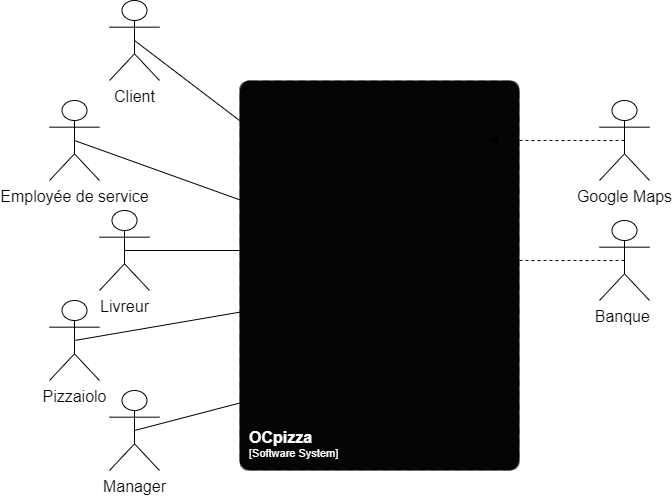 Client
Employée de service
Google Maps
Livreur
Banque
Pizzaiolo
OCpizza
[Software System]
Manager